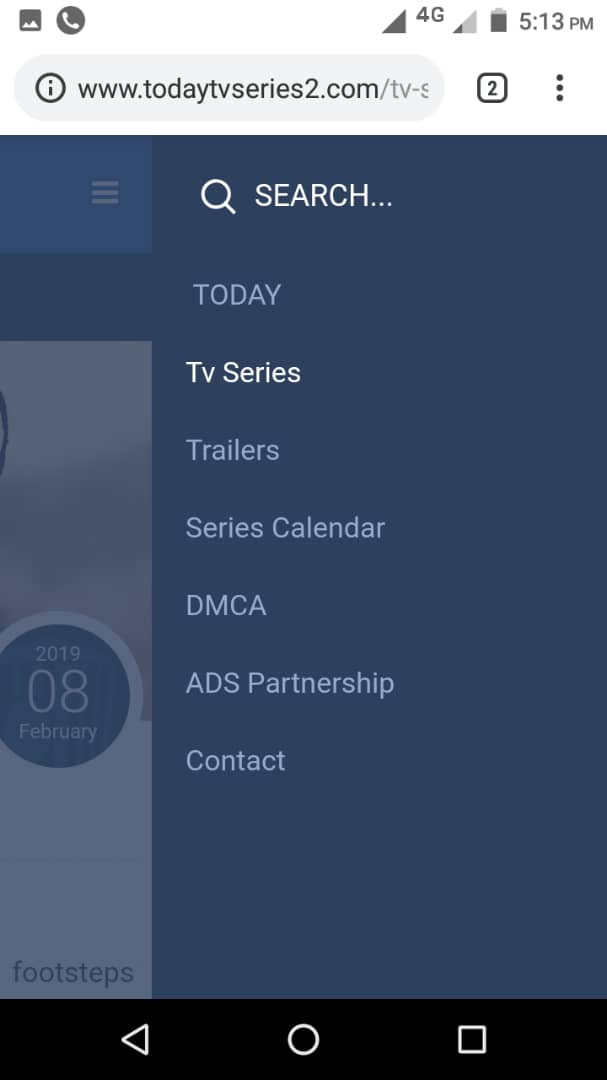 4G 5:13 PM
www.todaytvseries2.com/tv-s
2
SEARCH...
TODAY
Tv Series
Trailers
Series Calendar
DMCA
ADS Partnership
Contact
2019
08
February
footsteps